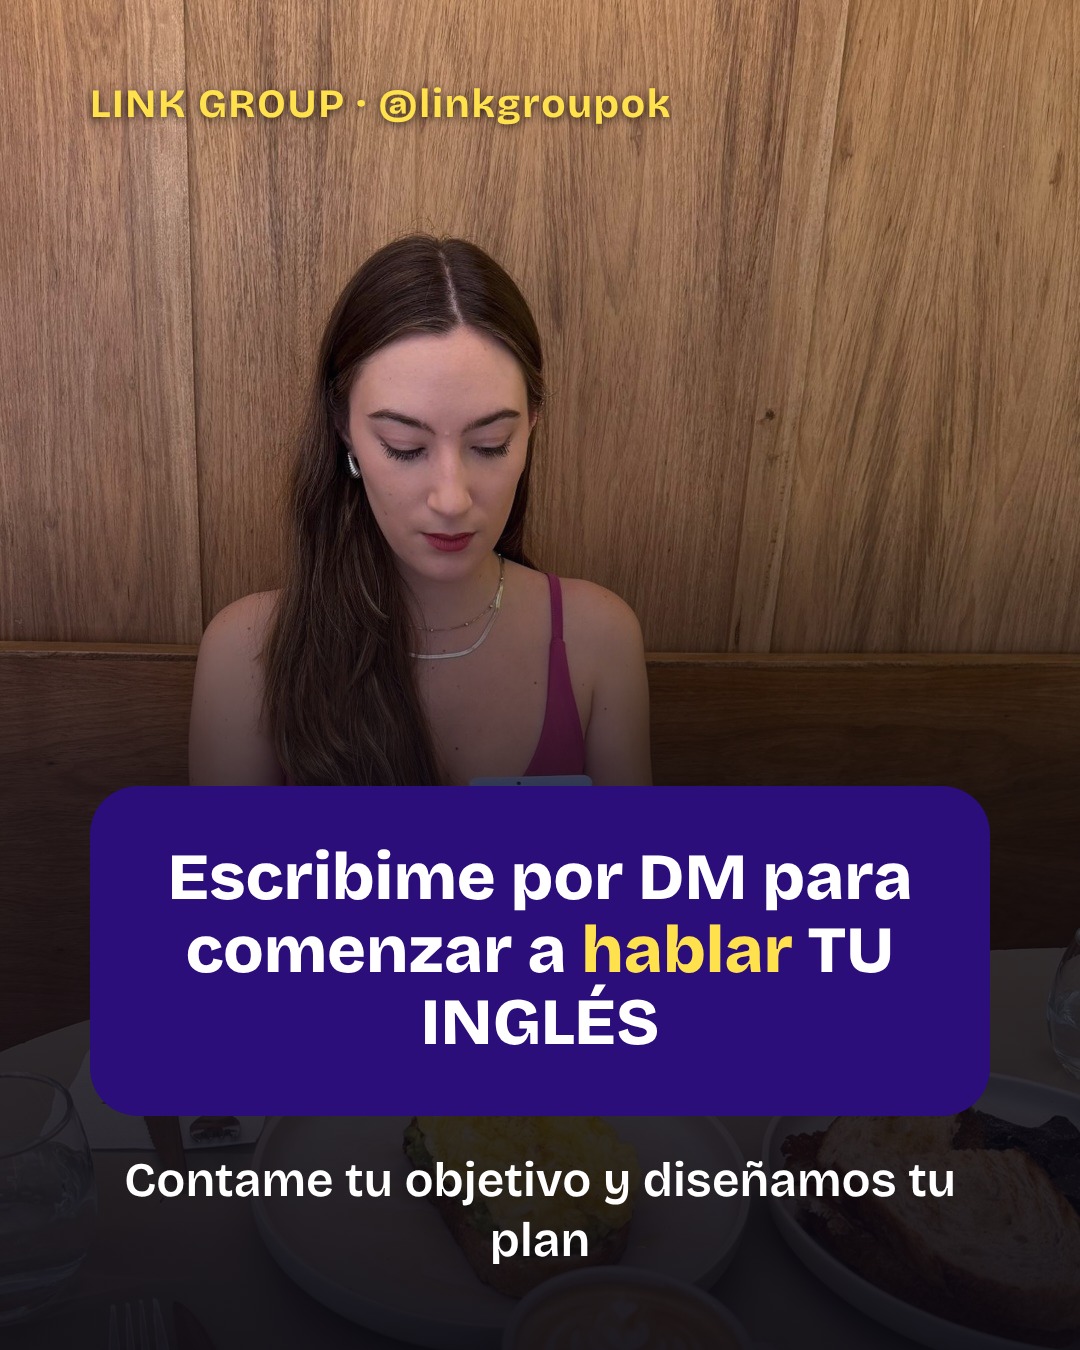 LINK GROUP · @linkgroupok
Escribime por DM para
comenzar a hablar TU
INGLÉS
Contame tu objetivo y diseñamos tu
plan